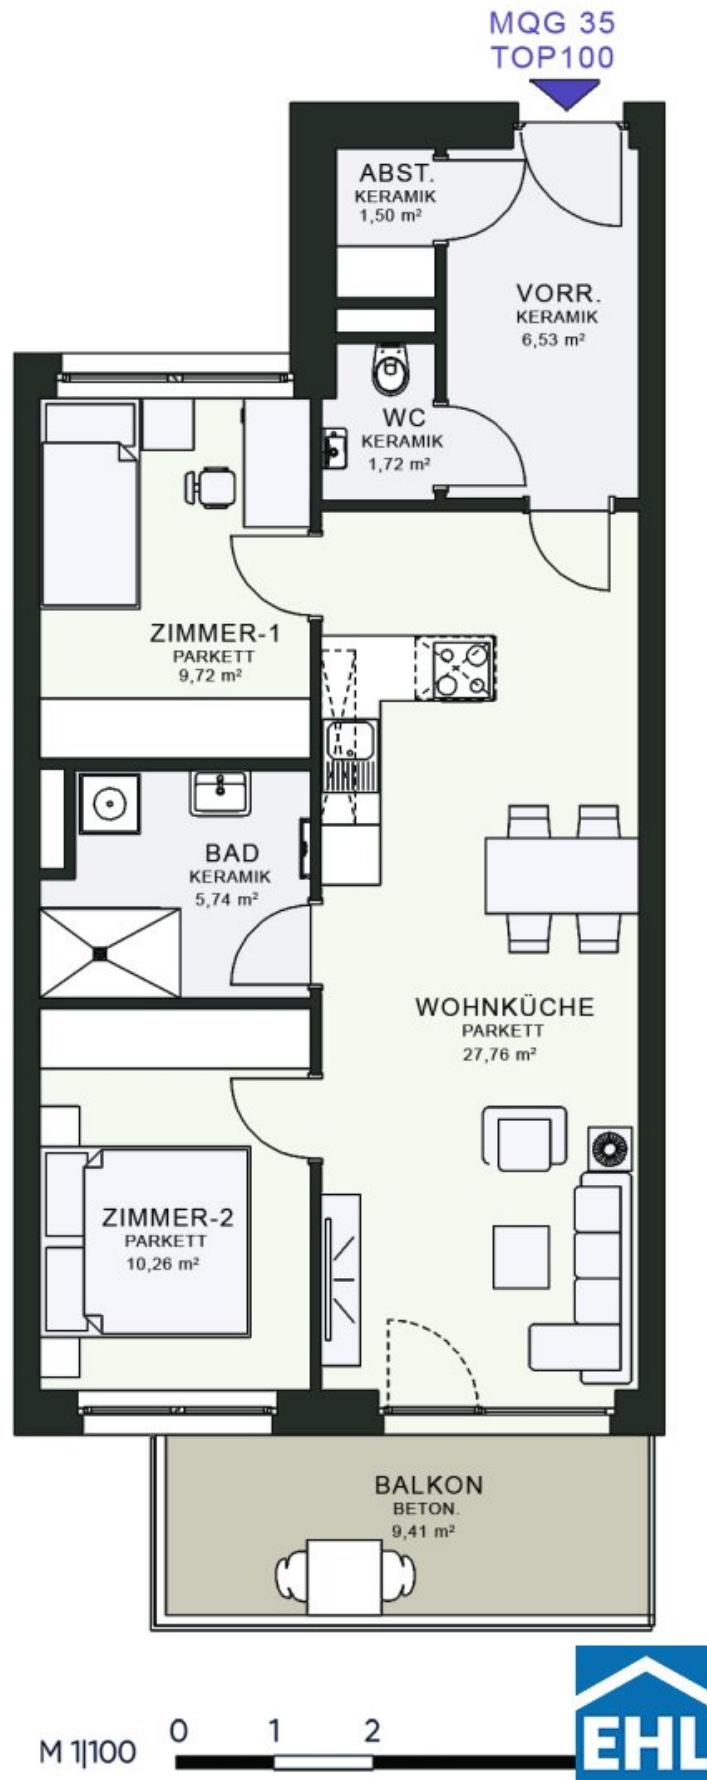 MQG 35
TOP100
ABST.
KERAMIK
1,50 m²
VORR.
KERAMIK
6,53 m²
WC
KERAMIK
1,72 m²
ZIMMER-1
PARKETT
9,72 m²
BAD
KERAMIK
5,74 m²
WOHNKÜCHE
PARKETT
27,76 m²
ZIMMER-2
PARKETT
10,26 m²
BALKON
BETON.
9,41 m²
M 1|100
0 1 2
EHL